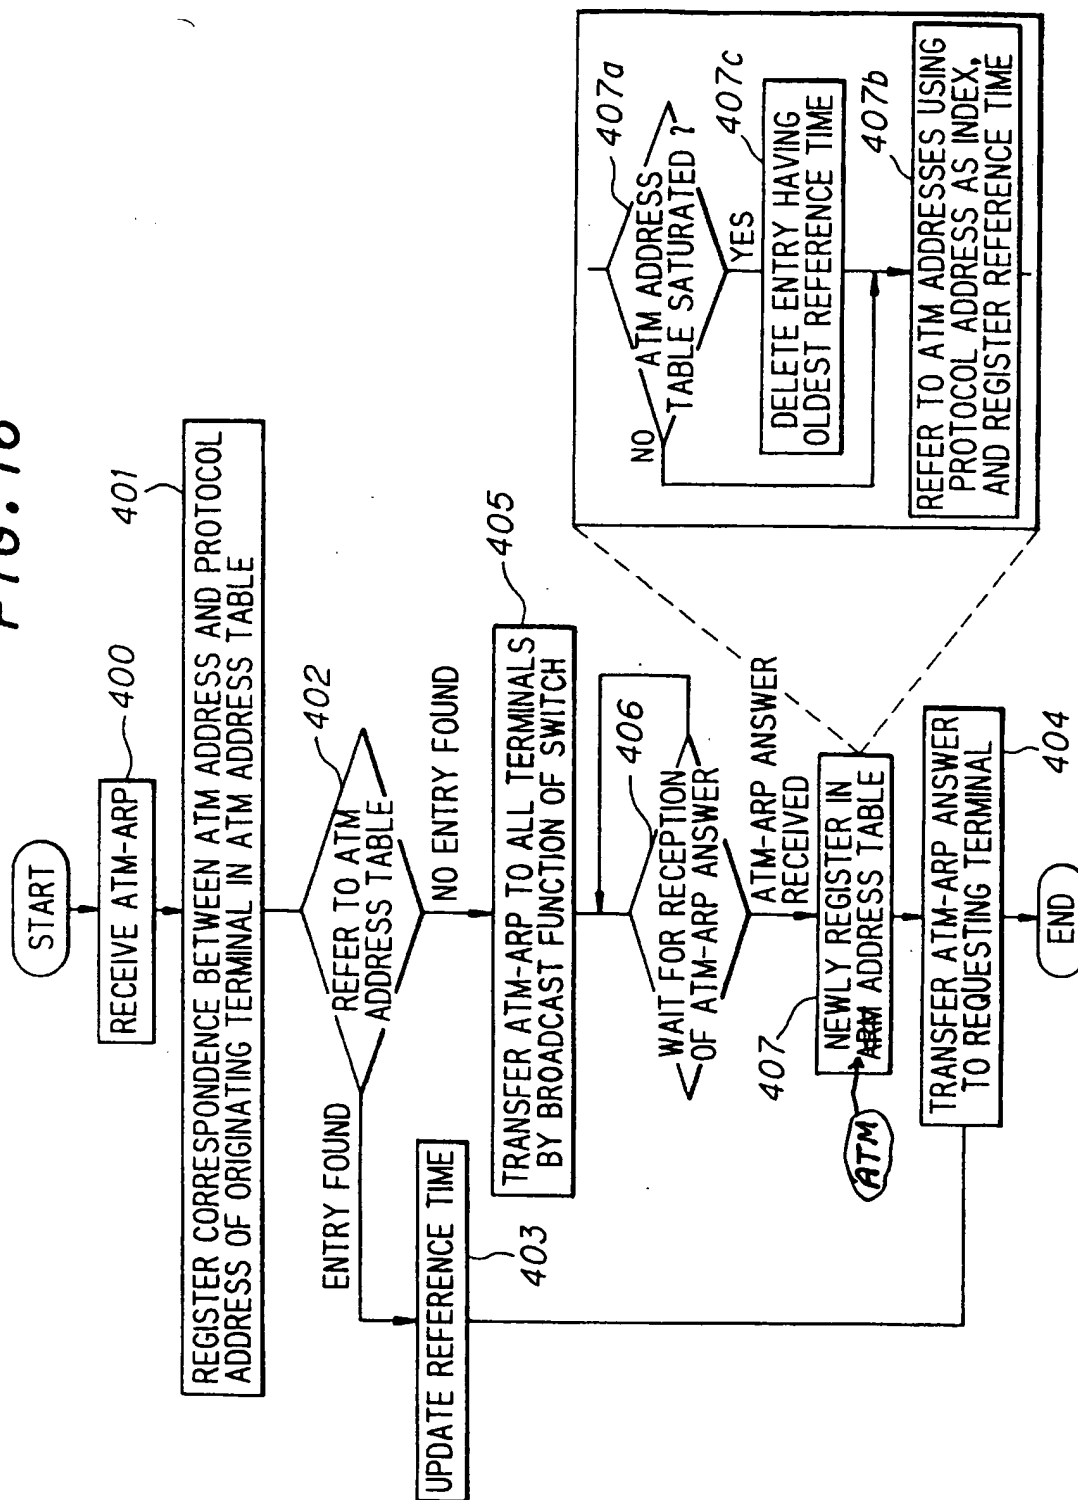 START
RECEIVE ATM-ARP
400
REGISTER CORRESPONDENCE BETWEEN ATM ADDRESS AND PROTOCOL
ADDRESS OF ORIGINATING TERMINAL IN ATM ADDRESS TABLE
401
REFER TO ATM
ADDRESS TABLE
402
ENTRY FOUND
NO ENTRY FOUND
UPDATE REFERENCE TIME
403
TRANSFER ATM-ARP TO ALL TERMINALS
BY BROADCAST FUNCTION OF SWITCH
405
WAIT FOR RECEPTION
OF ATM-ARP ANSWER
406
ATM-ARP ANSWER
RECEIVED
407
NEWLY REGISTER IN
ARM ADDRESS TABLE
ATM
TRANSFER ATM-ARP ANSWER
TO REQUESTING TERMINAL
404
END
ATM ADDRESS
TABLE SATURATED ?
407a
NO
YES
DELETE ENTRY HAVING
OLDEST REFERENCE TIME
407c
REFER TO ATM ADDRESSES USING
PROTOCOL ADDRESS AS INDEX,
AND REGISTER REFERENCE TIME
407b